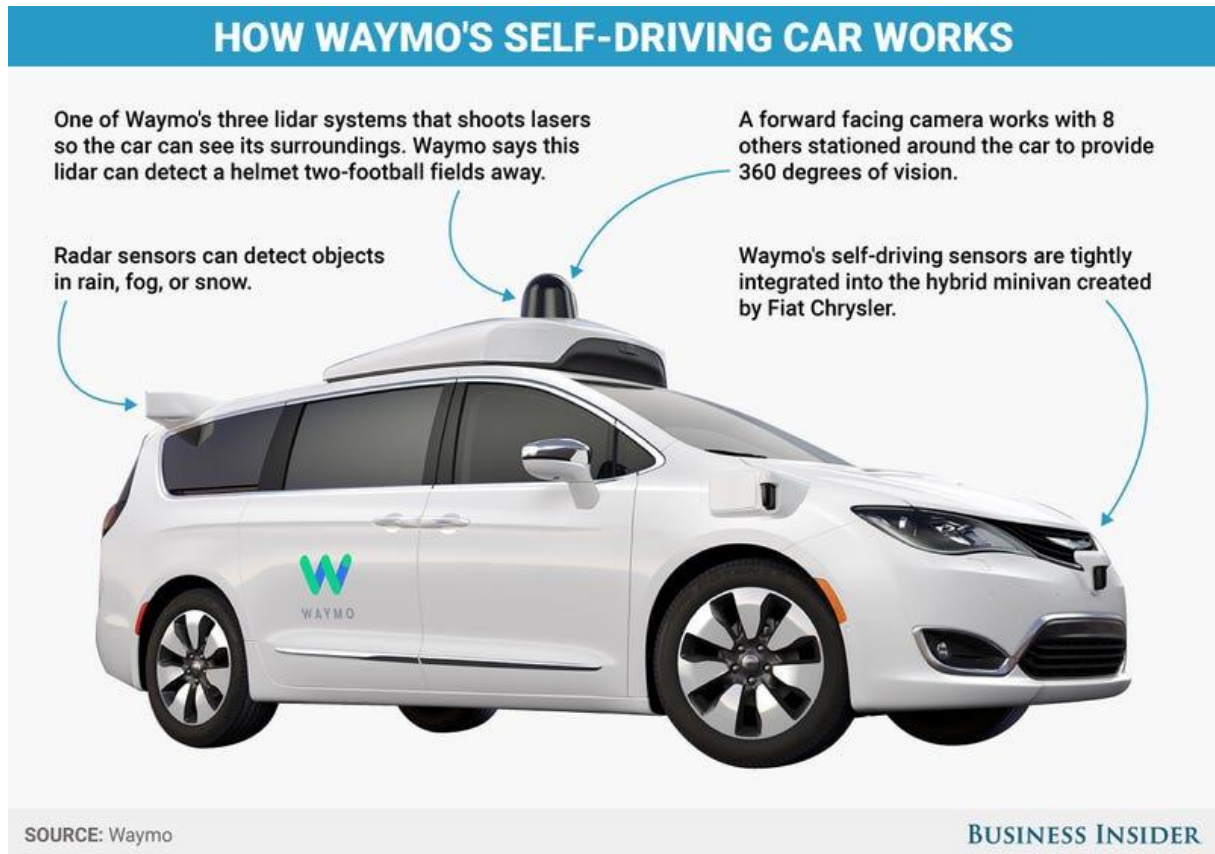 HOW WAYMO'S SELF-DRIVING CAR WORKS
One of Waymo's three lidar systems that shoots lasers
so the car can see its surroundings. Waymo says this
lidar can detect a helmet two-football fields away.
A forward facing camera works with 8
others stationed around the car to provide
360 degrees of vision.
Radar sensors can detect objects
in rain, fog, or snow.
Waymo's self-driving sensors are tightly
integrated into the hybrid minivan created
by Fiat Chrysler.
WAYMO
SOURCE: Waymo
BUSINESS INSIDER